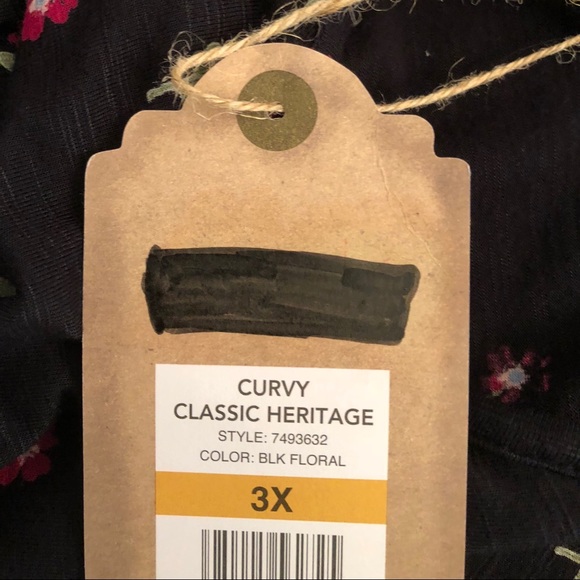 CURVY
CLASSIC HERITAGE
STYLE: 7493632
COLOR: BLK FLORAL
3X